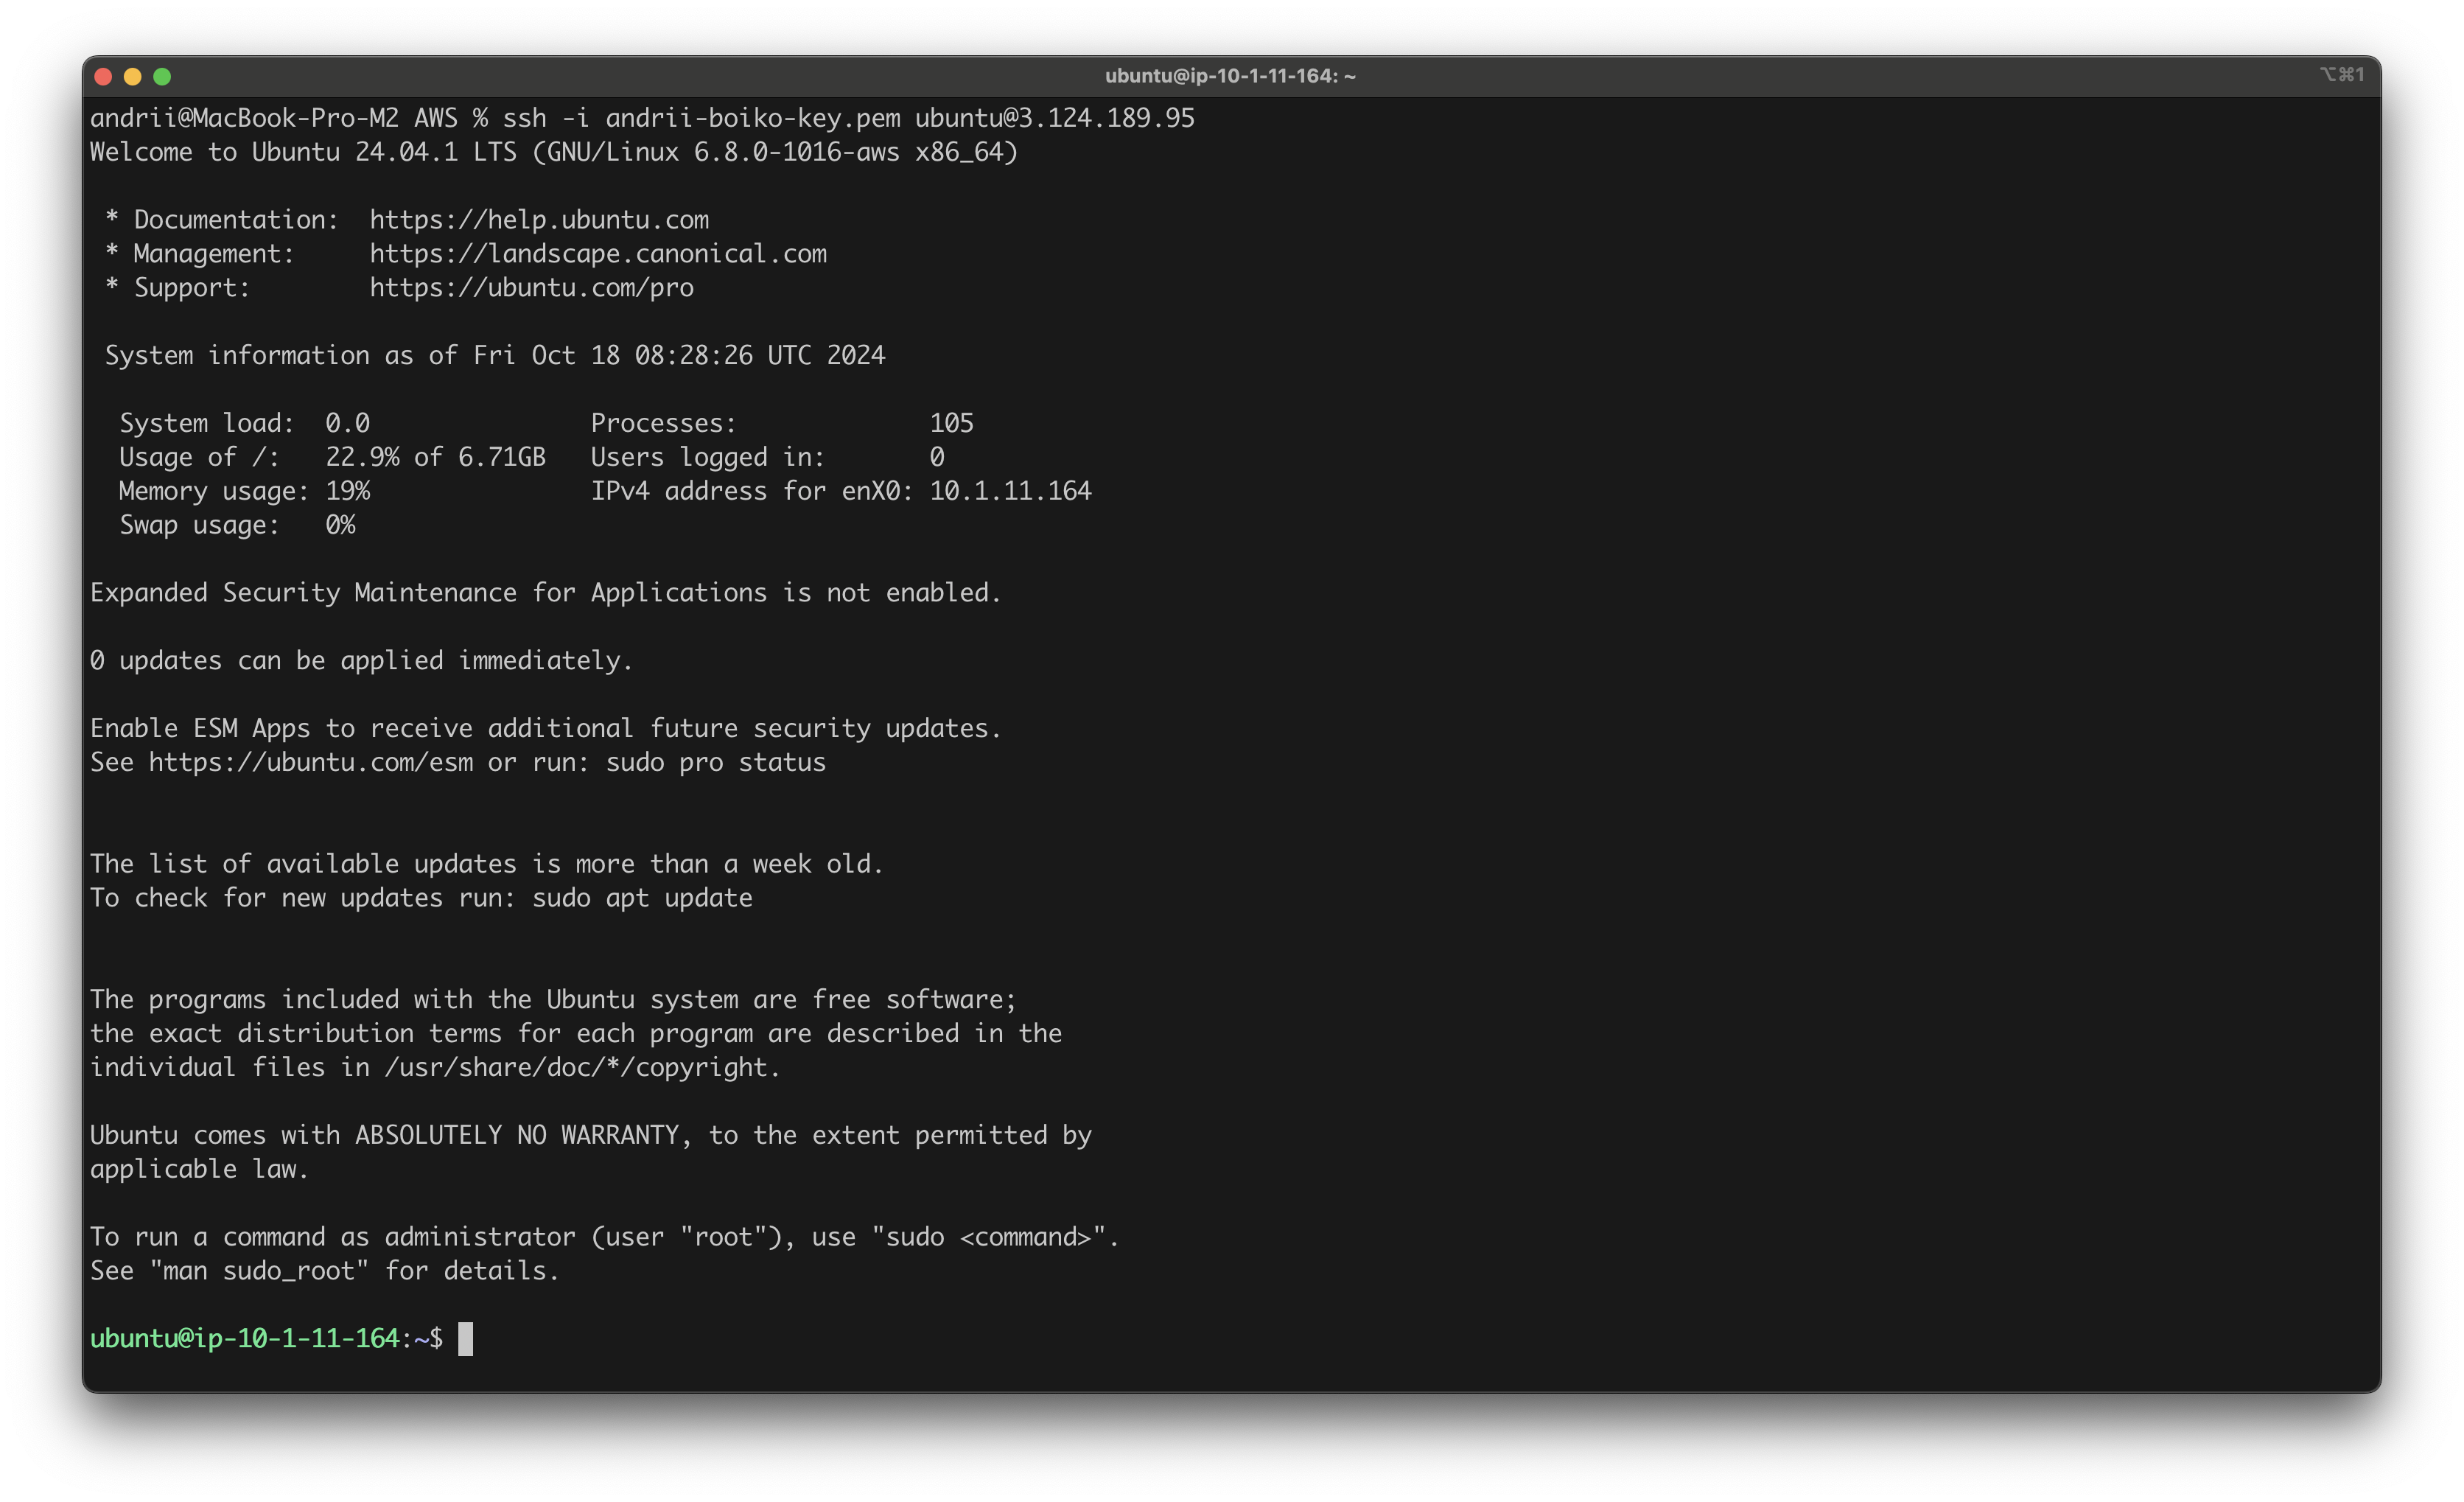 ubuntu@ip-10-1-11-164: ~
⌥⌘1
andrii@MacBook-Pro-M2 AWS % ssh -i andrii-boiko-key.pem ubuntu@3.124.189.95
Welcome to Ubuntu 24.04.1 LTS (GNU/Linux 6.8.0-1016-aws x86_64)
* Documentation:  https://help.ubuntu.com
* Management:     https://landscape.canonical.com
* Support:        https://ubuntu.com/pro
System information as of Fri Oct 18 08:28:26 UTC 2024
System load:  0.0               Processes:             105
Usage of /:   22.9% of 6.71GB   Users logged in:       0
Memory usage: 19%               IPv4 address for enX0: 10.1.11.164
Swap usage:   0%
Expanded Security Maintenance for Applications is not enabled.
0 updates can be applied immediately.
Enable ESM Apps to receive additional future security updates.
See https://ubuntu.com/esm or run: sudo pro status
The list of available updates is more than a week old.
To check for new updates run: sudo apt update
The programs included with the Ubuntu system are free software;
the exact distribution terms for each program are described in the
individual files in /usr/share/doc/*/copyright.
Ubuntu comes with ABSOLUTELY NO WARRANTY, to the extent permitted by
applicable law.
To run a command as administrator (user "root"), use "sudo <command>".
See "man sudo_root" for details.
ubuntu@ip-10-1-11-164:~$